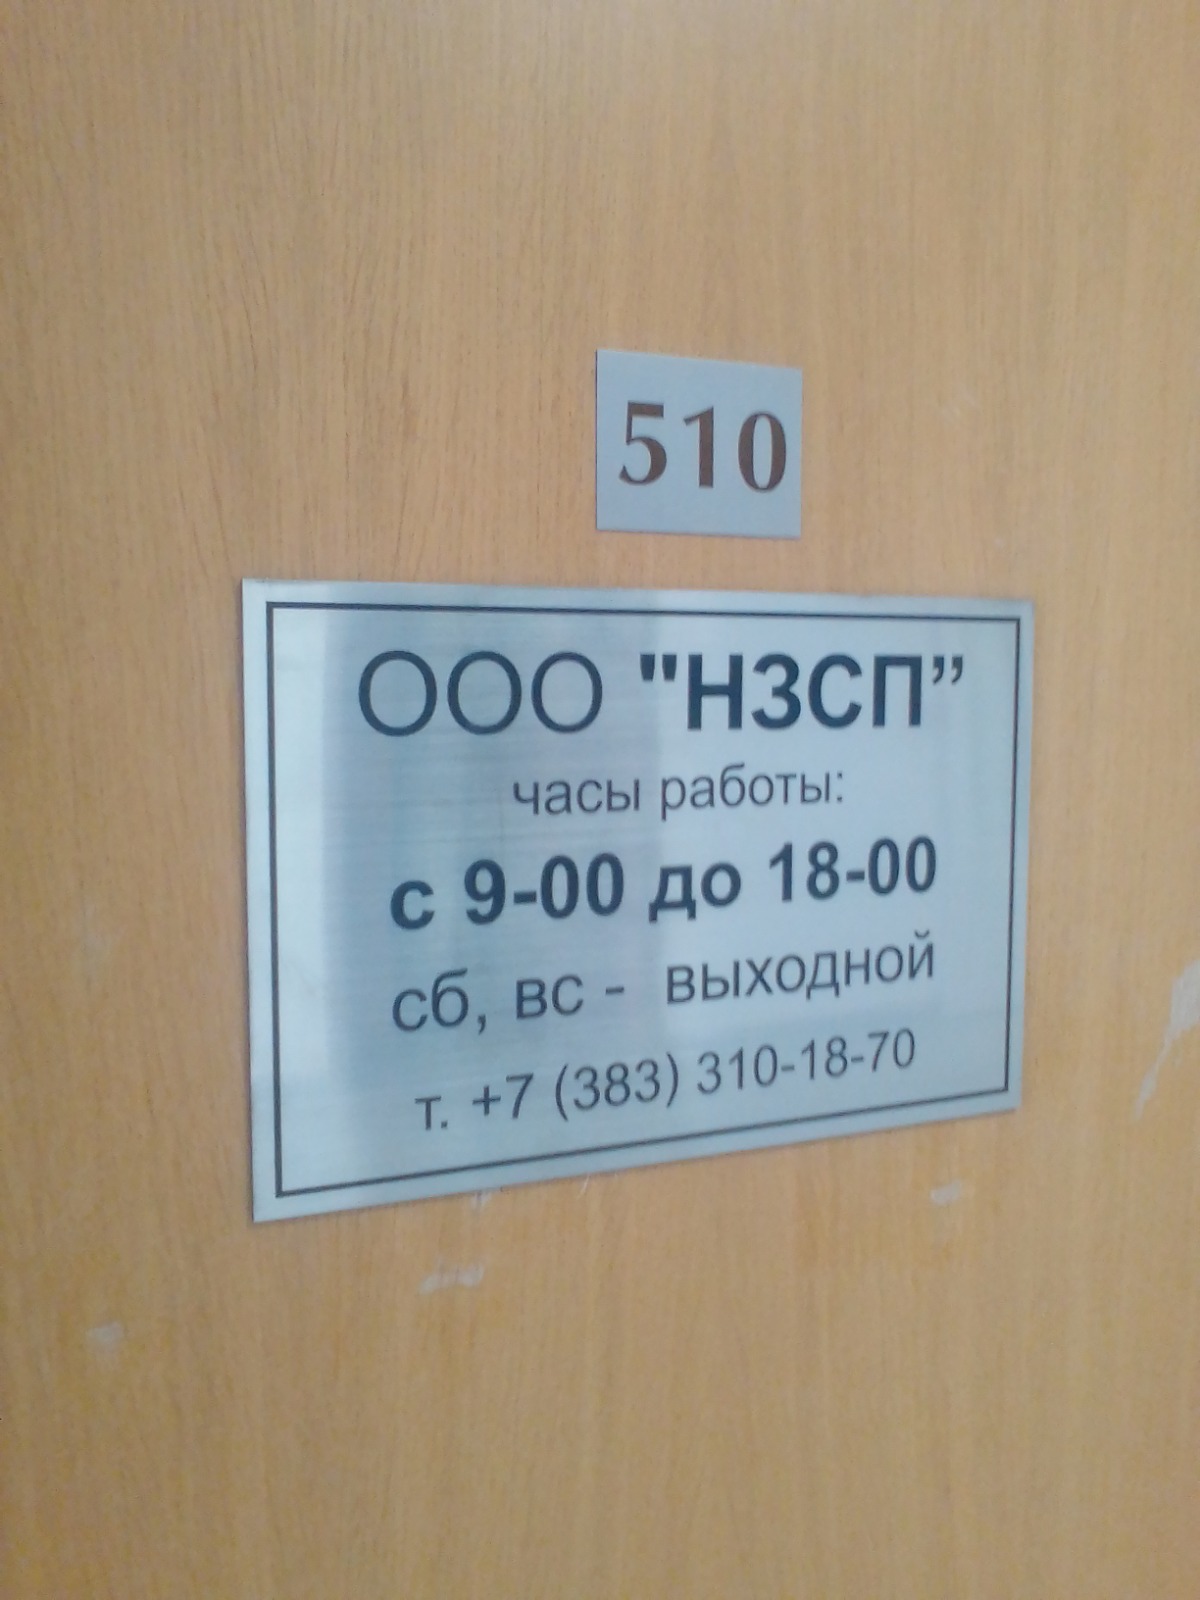 510
ООО "НЗСП”
часы работы:
с 9-00 до 18-00
сб, вс - выходной
т. +7 (383) 310-18-70